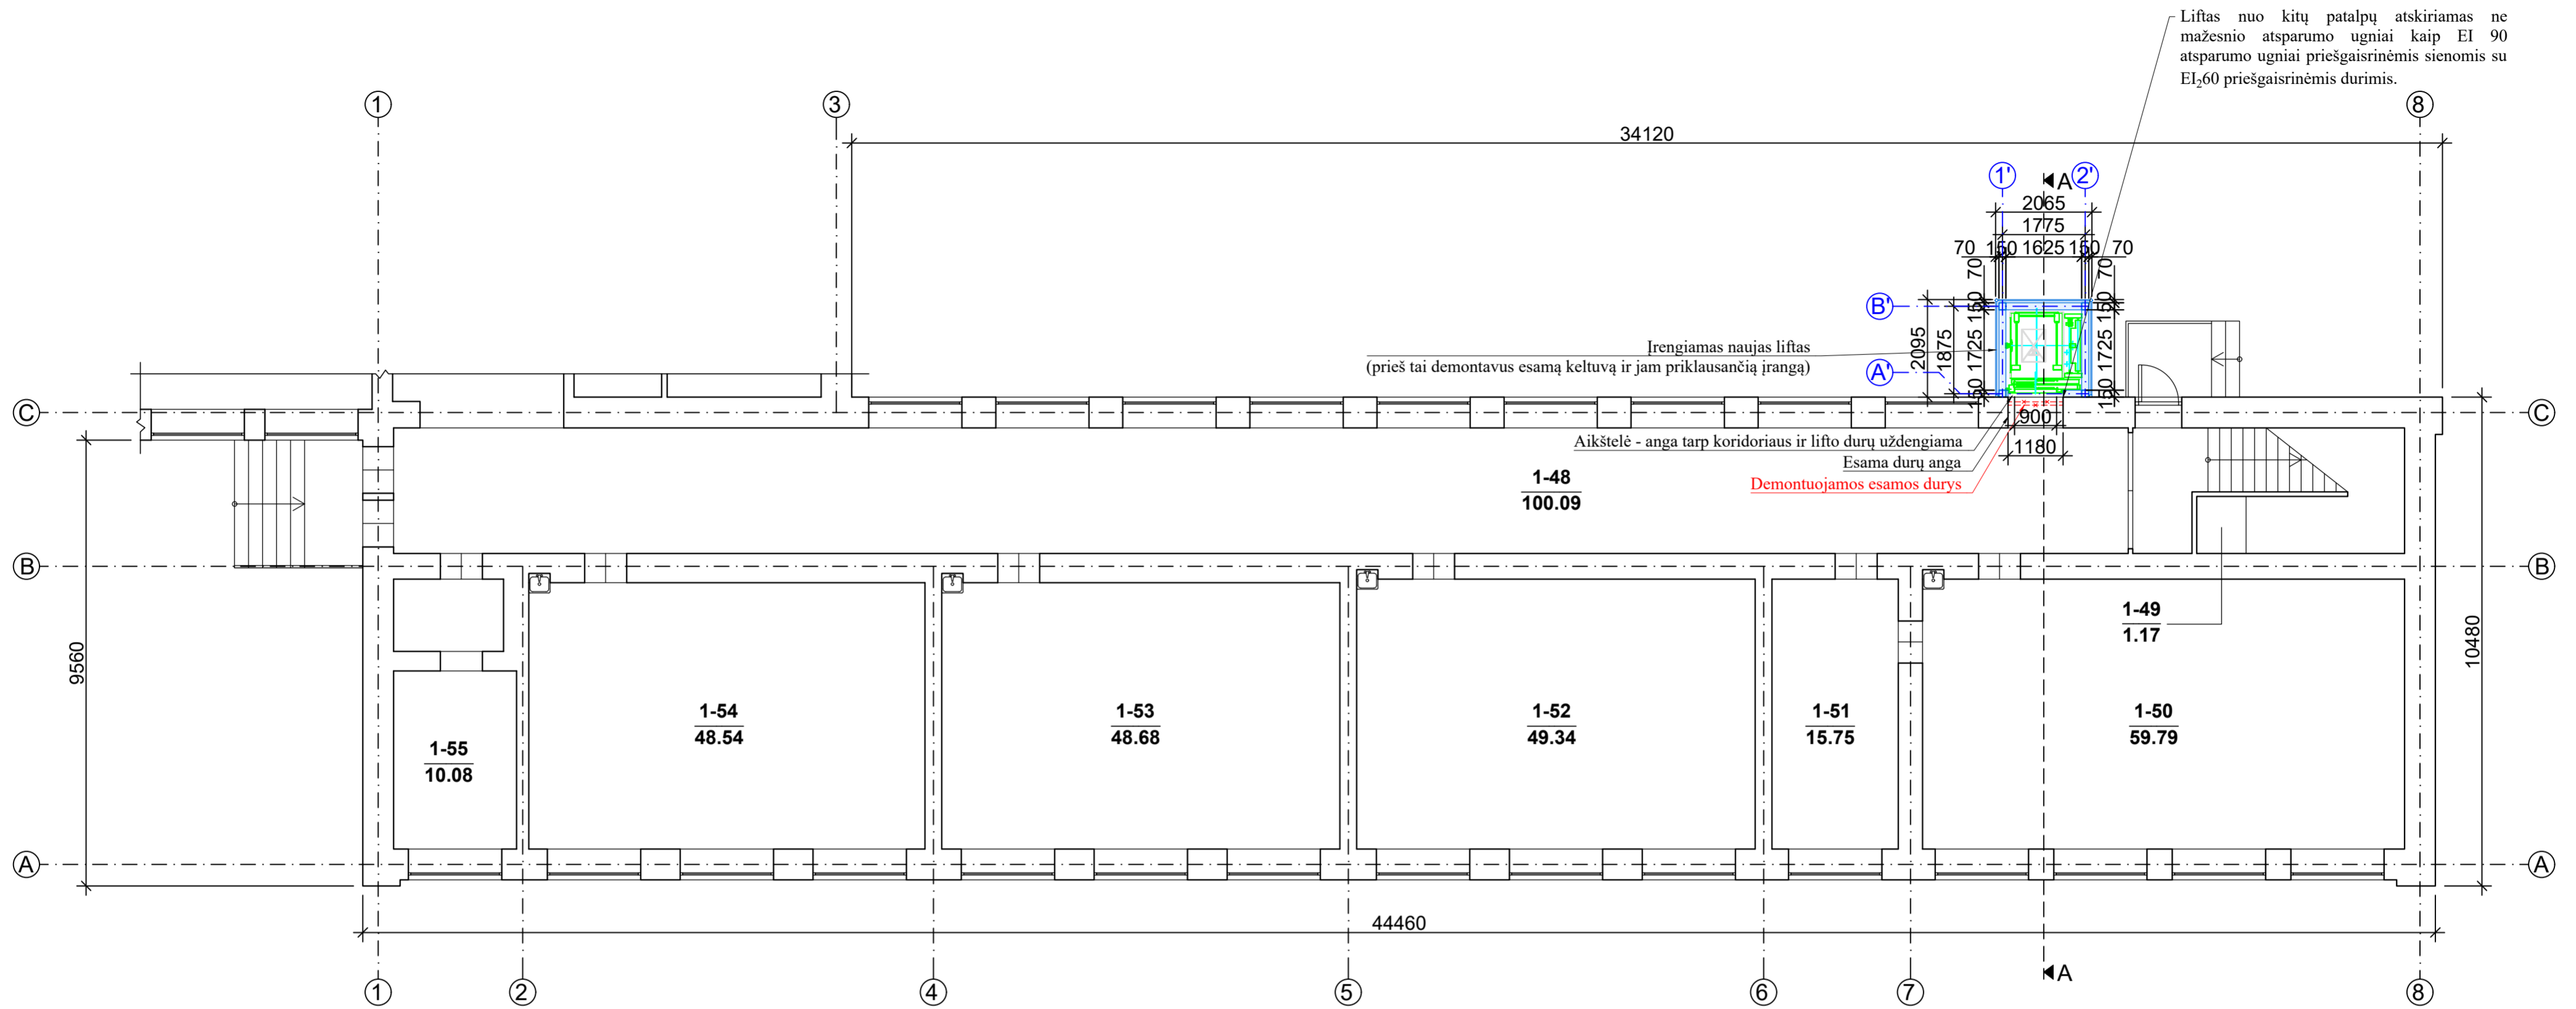 Liftas nuo kitų patalpų atskiriamas ne
mažesnio atsparumo ugniai kaip EI 90
atsparumo ugniai priešgaisrinėmis sienomis su
EI₂60 priešgaisrinėmis durimis.
1
3
8
34120
1'
A
2'
2065
1775
70 150 1625 150 70
70
70
B'
150
150
2095
1875
1725
1725
Įrengiamas naujas liftas
(prieš tai demontavus esamą keltuvą ir jam priklausančią įrangą)
A'
150
150
C
C
900
Aikštelė - anga tarp koridoriaus ir lifto durų uždengiama
1180
Esama durų anga
Demontuojamos esamos durys
1-48
100.09
B
B
1-49
1.17
9560
10480
1-54
48.54
1-53
48.68
1-52
49.34
1-51
15.75
1-50
59.79
1-55
10.08
A
A
44460
A
1
2
4
5
6
7
8